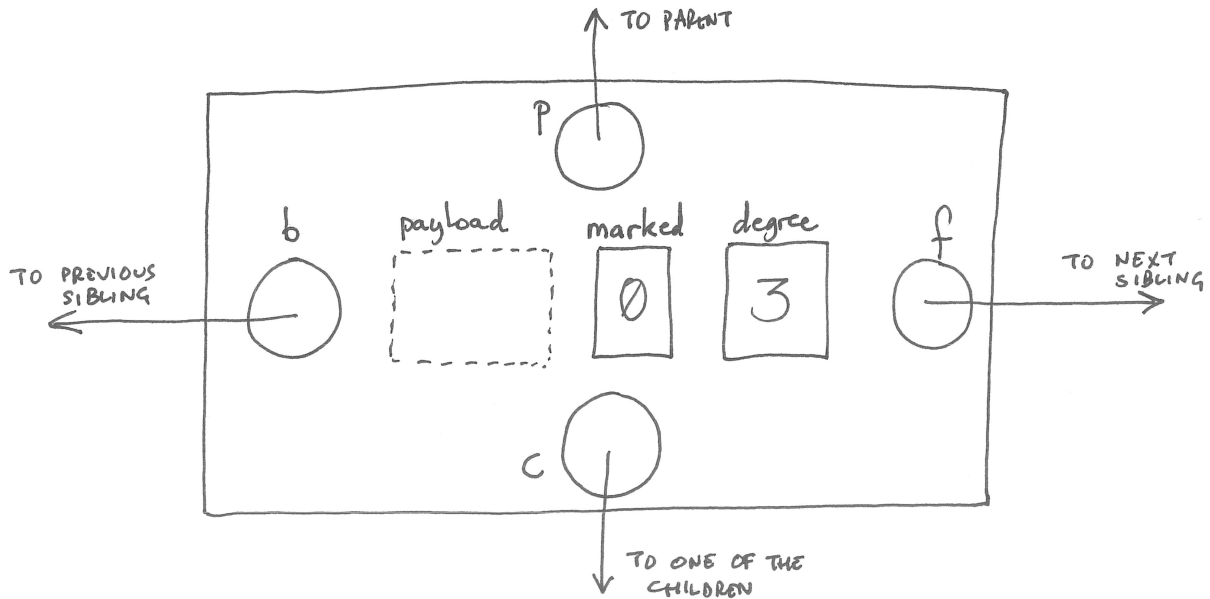 TO PARENT
P
b
payload
marked
degree
f
TO PREVIOUS
SIBLING
0
3
TO NEXT
SIBLING
C
TO ONE OF THE
CHILDREN